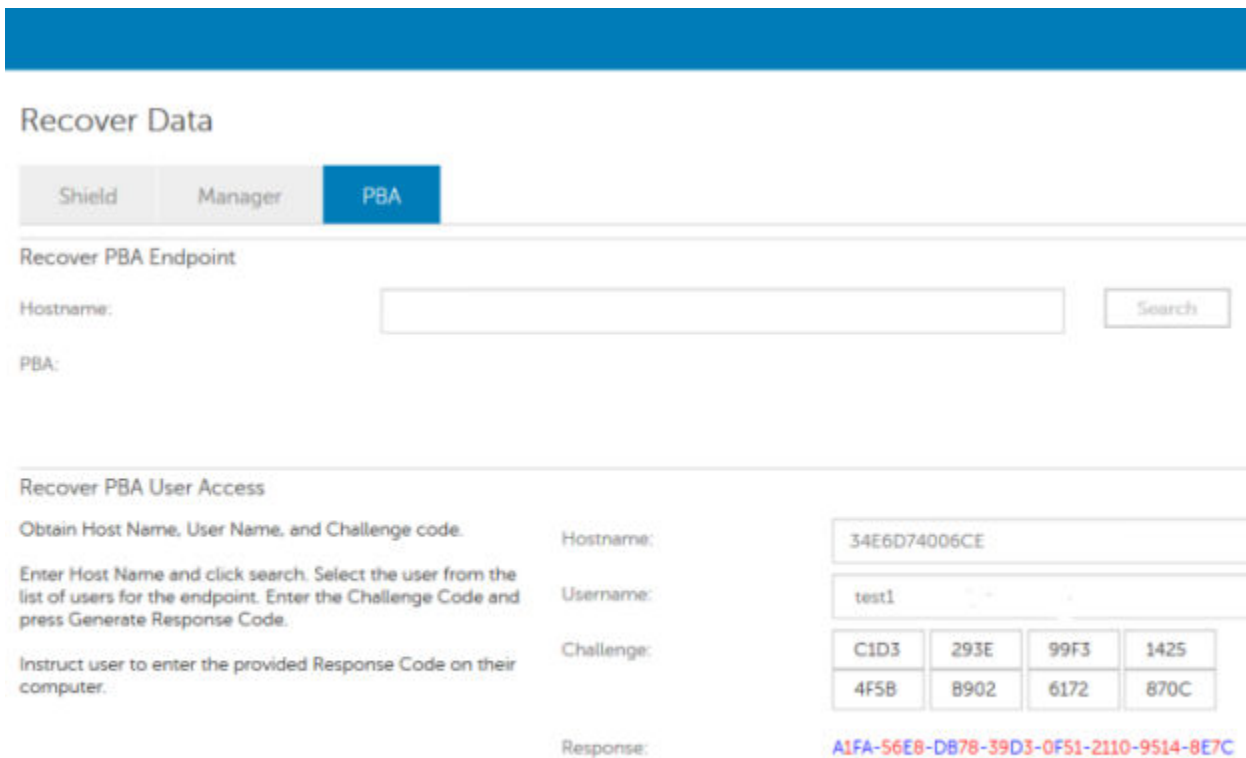 Recover Data
Shield Manager PBA
Recover PBA Endpoint
Hostname: Search
PBA:
Recover PBA User Access
Obtain Host Name, User Name, and Challenge code.
Enter Host Name and click search. Select the user from the
list of users for the endpoint. Enter the Challenge Code and
press Generate Response Code.
Instruct user to enter the provided Response Code on their
computer.
Hostname: 34E6D74006CE
Username: test1
Challenge: C1D3 293E 99F3 1425
4F5B B902 6172 870C
Response: A1FA-56E8-DB78-39D3-0F51-2110-9514-8E7C